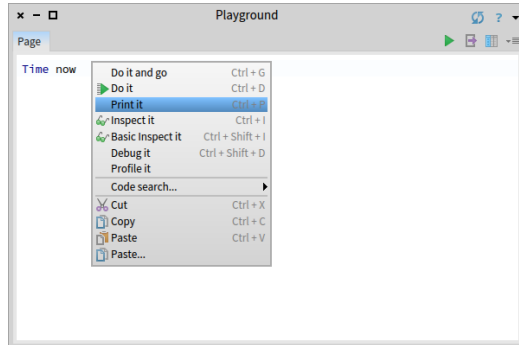 Playground
?
Page
Time now
Do it and go Ctrl + G
Do it Ctrl + D
Print it Ctrl + P
Inspect it Ctrl + I
Basic Inspect it Ctrl + Shift + I
Debug it Ctrl + Shift + D
Profile it
Code search...
Cut Ctrl + X
Copy Ctrl + C
Paste Ctrl + V
Paste...